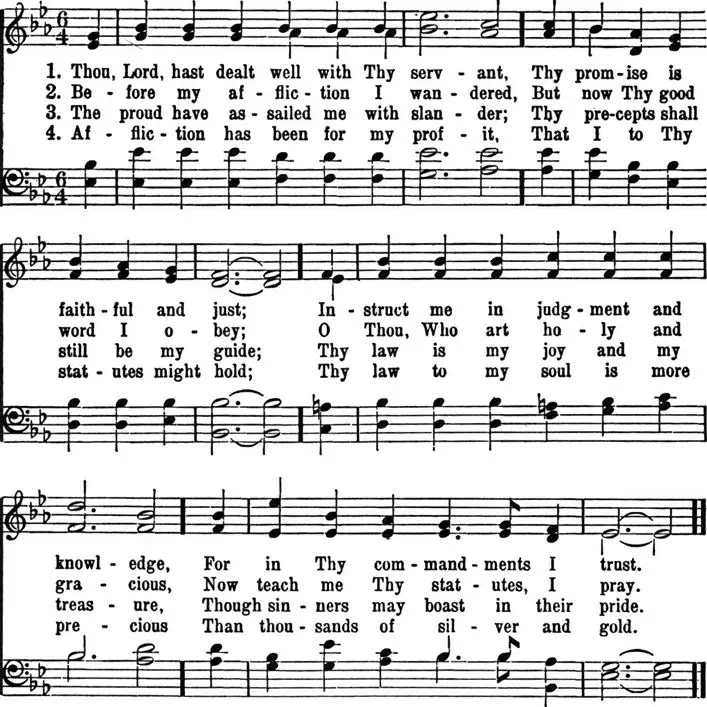 6 4
1. Thou, Lord, hast dealt well with Thy serv - ant, Thy prom - ise is
2. Be - fore my af - flic - tion I wan - dered, But now Thy good
3. The proud have as - sailed me with slan - der; Thy pre - cepts shall
4. Af - flic - tion has been for my prof - it, That I to Thy
6 4
faith - ful and just; In - struct me in judg - ment and
word I o - bey; O Thou, Who art ho - ly and
still be my guide; Thy law is my joy and my
stat - utes might hold; Thy law to my soul is more
knowl - edge, For in Thy com - mand - ments I trust.
gra - cious, Now teach me Thy stat - utes, I pray.
treas - ure, Though sin - ners may boast in their pride.
pre - cious Than thou - sands of sil - ver and gold.